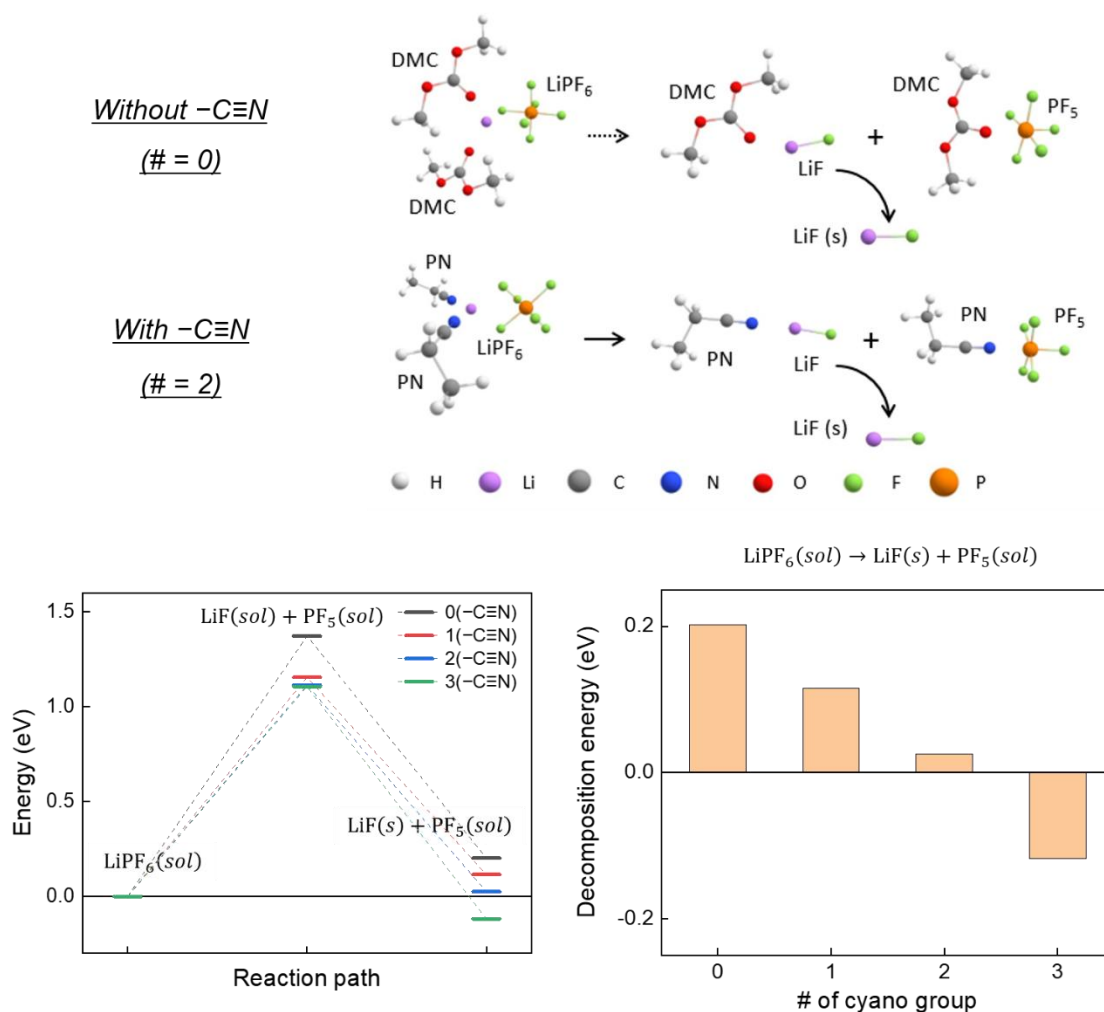 Without −C≡N
(# = 0)
DMC
LiPF₆
DMC
DMC
LiF
+
DMC
PF₅
LiF (s)
With −C≡N
(# = 2)
PN
LiPF₆
PN
PN
LiF
+
PN
PF₅
LiF (s)
H Li C N O F P
LiF(sol) + PF₅(sol)
0(−C≡N)
1(−C≡N)
2(−C≡N)
3(−C≡N)
LiF(s) + PF₅(sol)
LiPF₆(sol)
Energy (eV)
1.5
1.0
0.5
0.0
Reaction path
LiPF₆(sol) → LiF(s) + PF₅(sol)
Decomposition energy (eV)
0.2
0.0
-0.2
0 1 2 3
# of cyano group